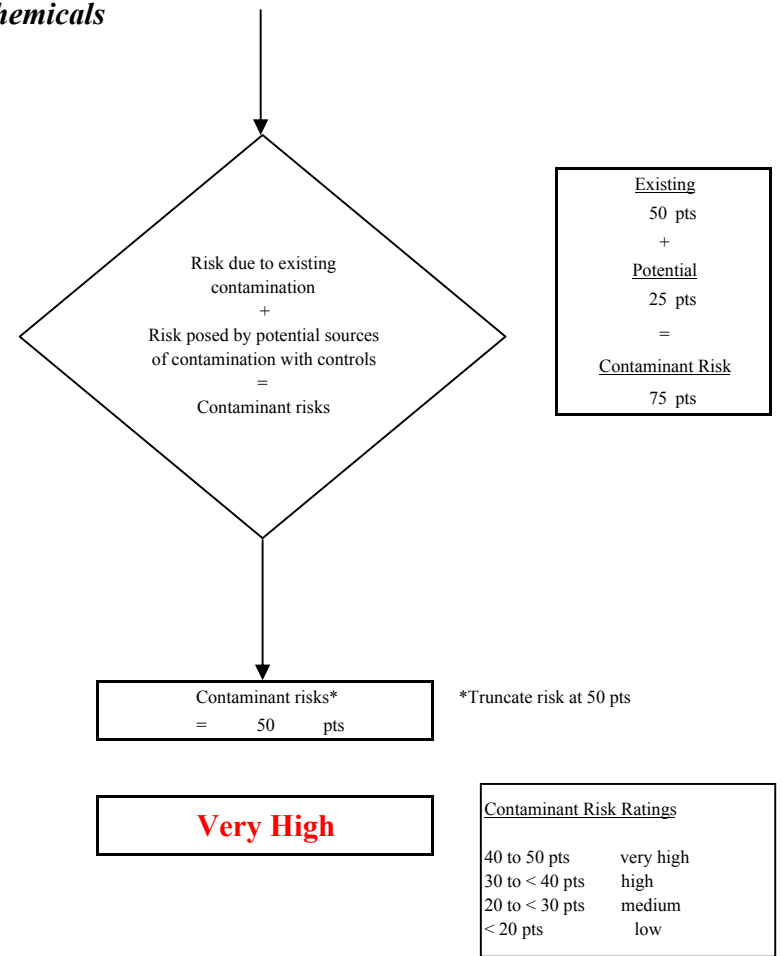 Risk due to existing
contamination
+
Risk posed by potential sources
of contamination with controls
=
Contaminant risks
Existing
50 pts
+
Potential
25 pts
=
Contaminant Risk
75 pts
Contaminant risks*
= 50 pts
*Truncate risk at 50 pts
Very High
Contaminant Risk Ratings
40 to 50 pts very high
30 to < 40 pts high
20 to < 30 pts medium
< 20 pts low